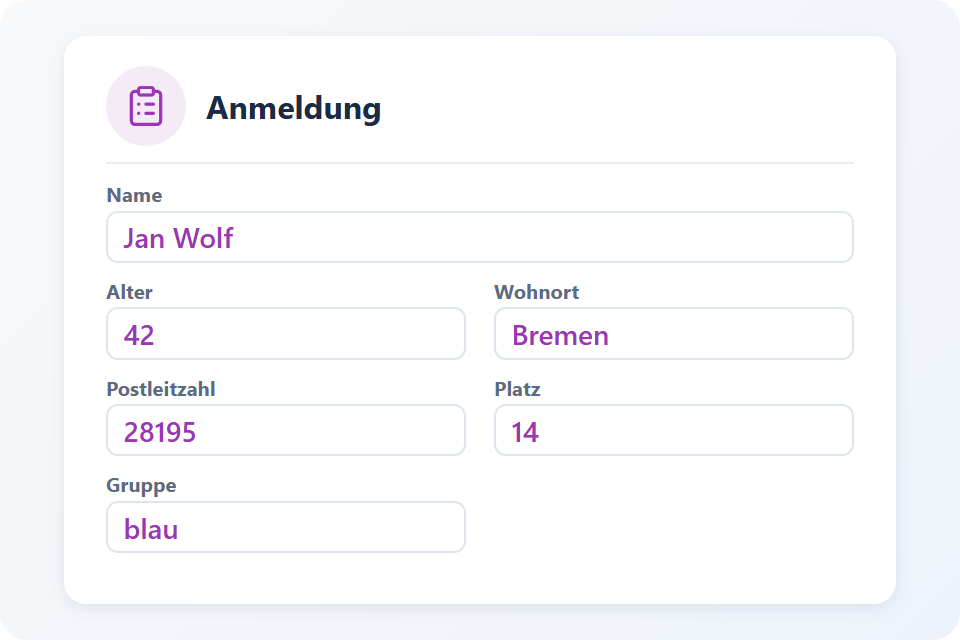 Anmeldung
Name
Jan Wolf
Alter
Wohnort
42
Bremen
Postleitzahl
Platz
28195
14
Gruppe
blau